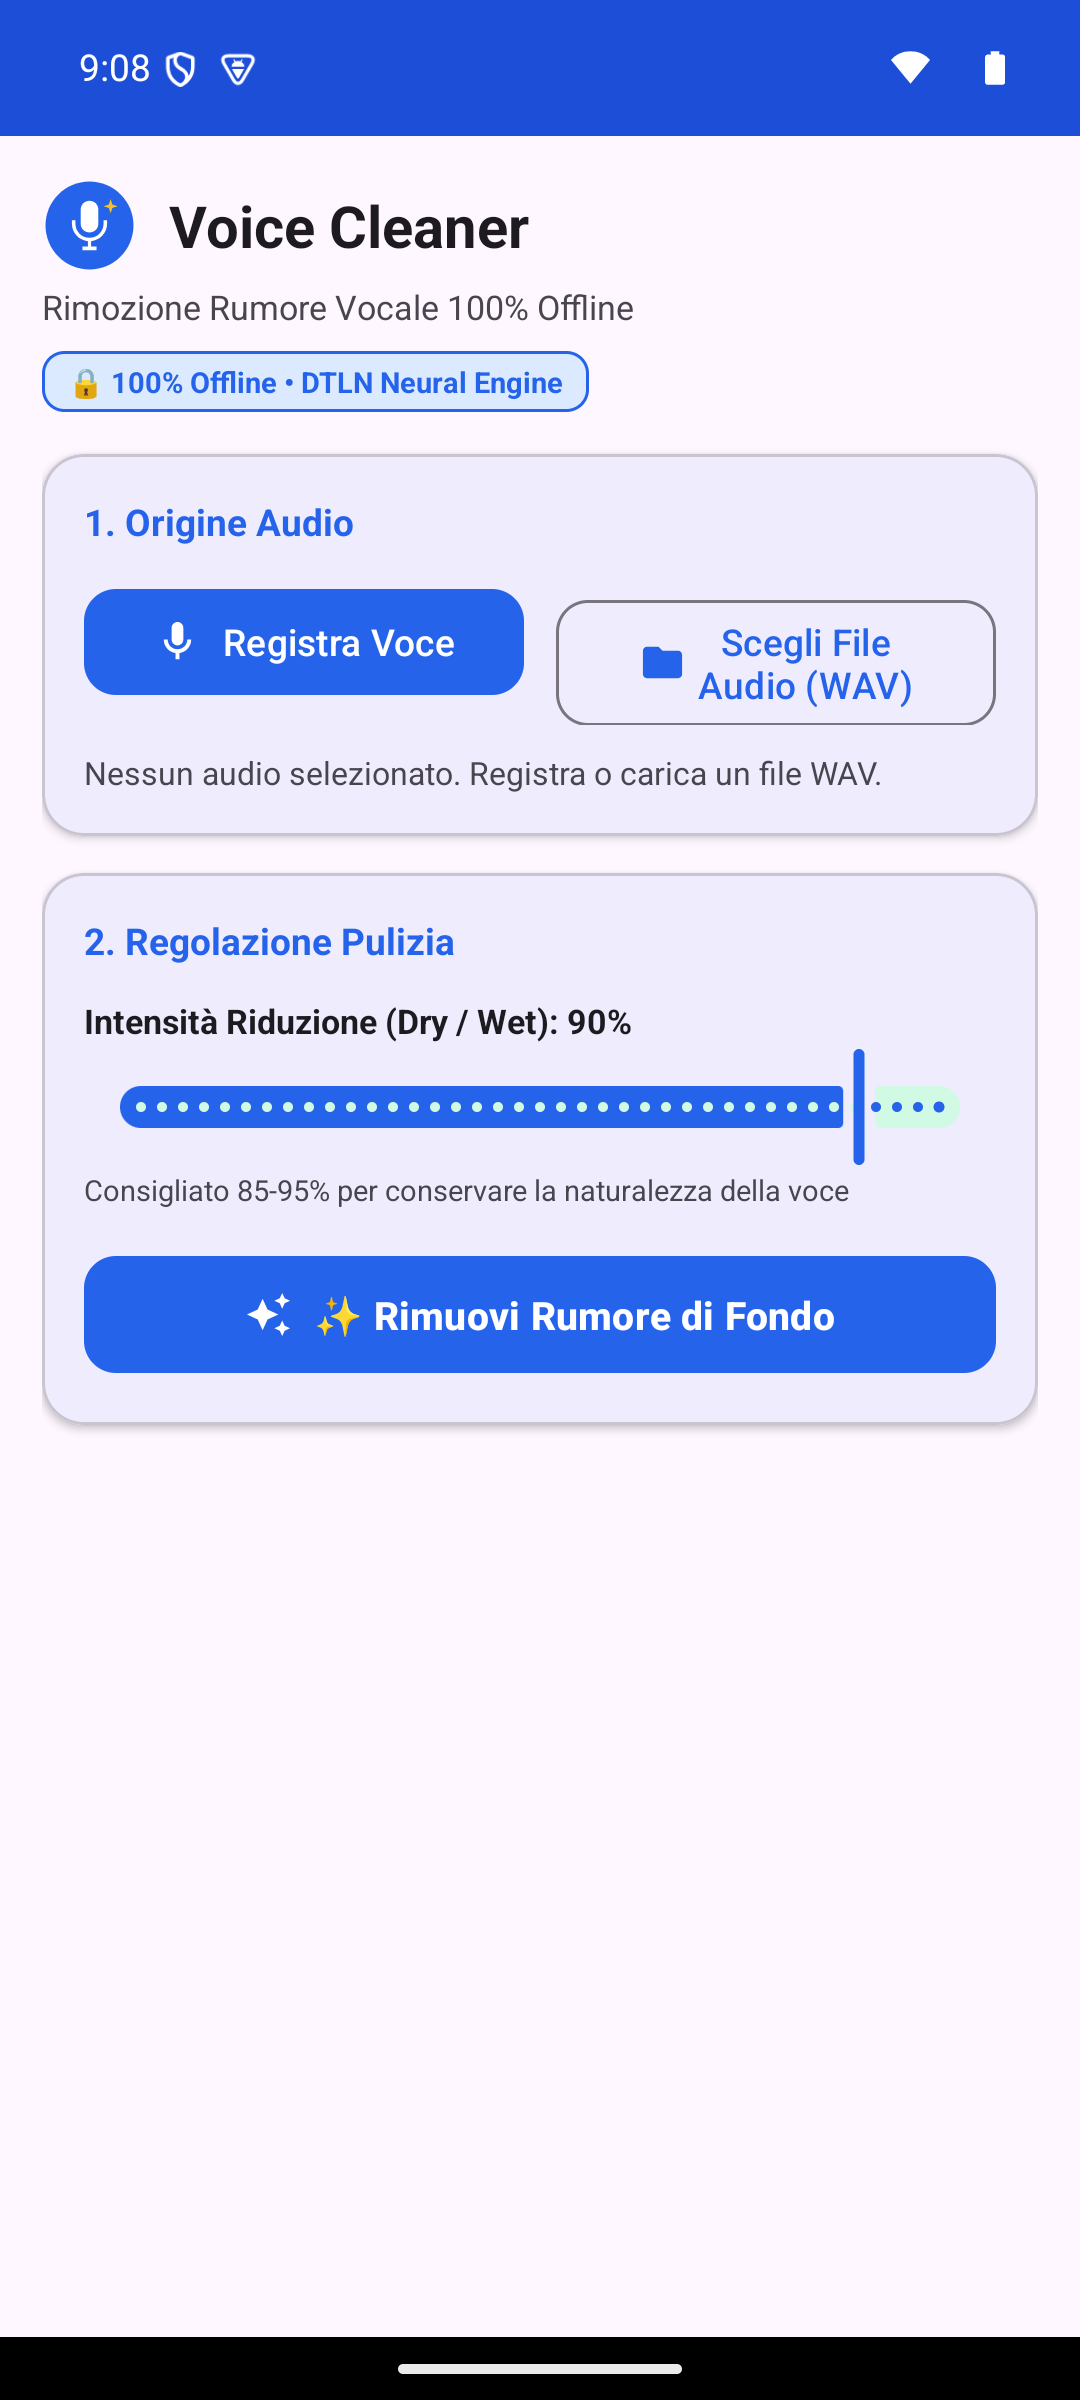 9:08
Voice Cleaner
Rimozione Rumore Vocale 100% Offline
🔒 100% Offline • DTLN Neural Engine
1. Origine Audio
Registra Voce
Scegli File
Audio (WAV)
Nessun audio selezionato. Registra o carica un file WAV.
2. Regolazione Pulizia
Intensità Riduzione (Dry / Wet): 90%
Consigliato 85-95% per conservare la naturalezza della voce
✨ Rimuovi Rumore di Fondo